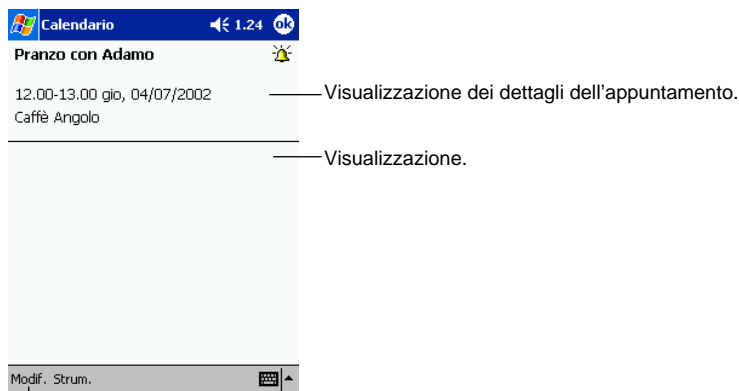 Calendario 1.24 ok
Pranzo con Adamo
12.00-13.00 gio, 04/07/2002
Caffè Angolo
Visualizzazione dei dettagli dell'appuntamento.
Visualizzazione.
Modif. Strum.